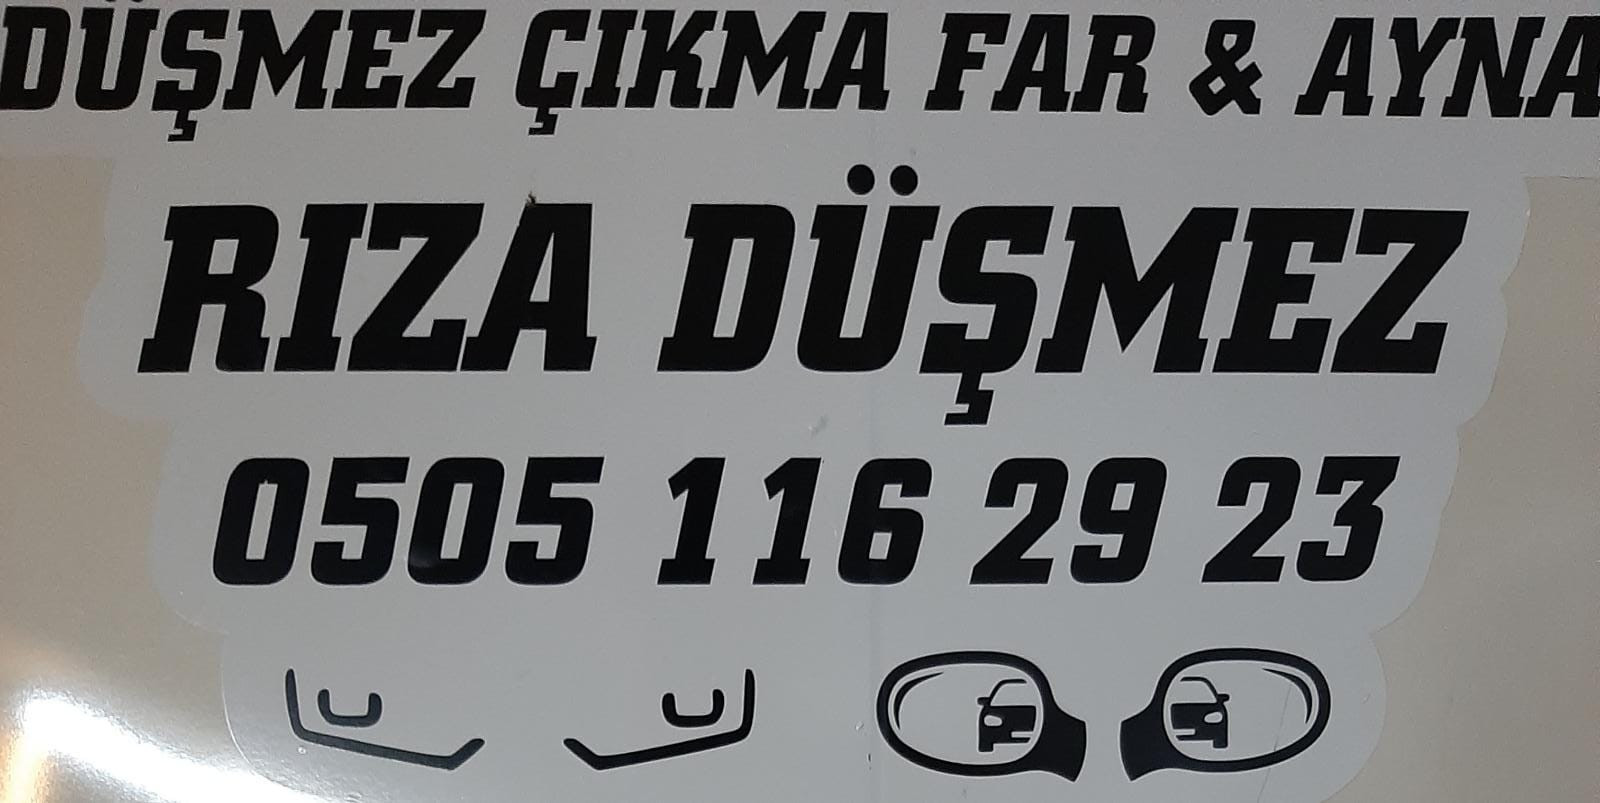 DÜŞMEZ ÇIKMA FAR & AYNA
RIZA DÜŞMEZ
0505 116 29 23